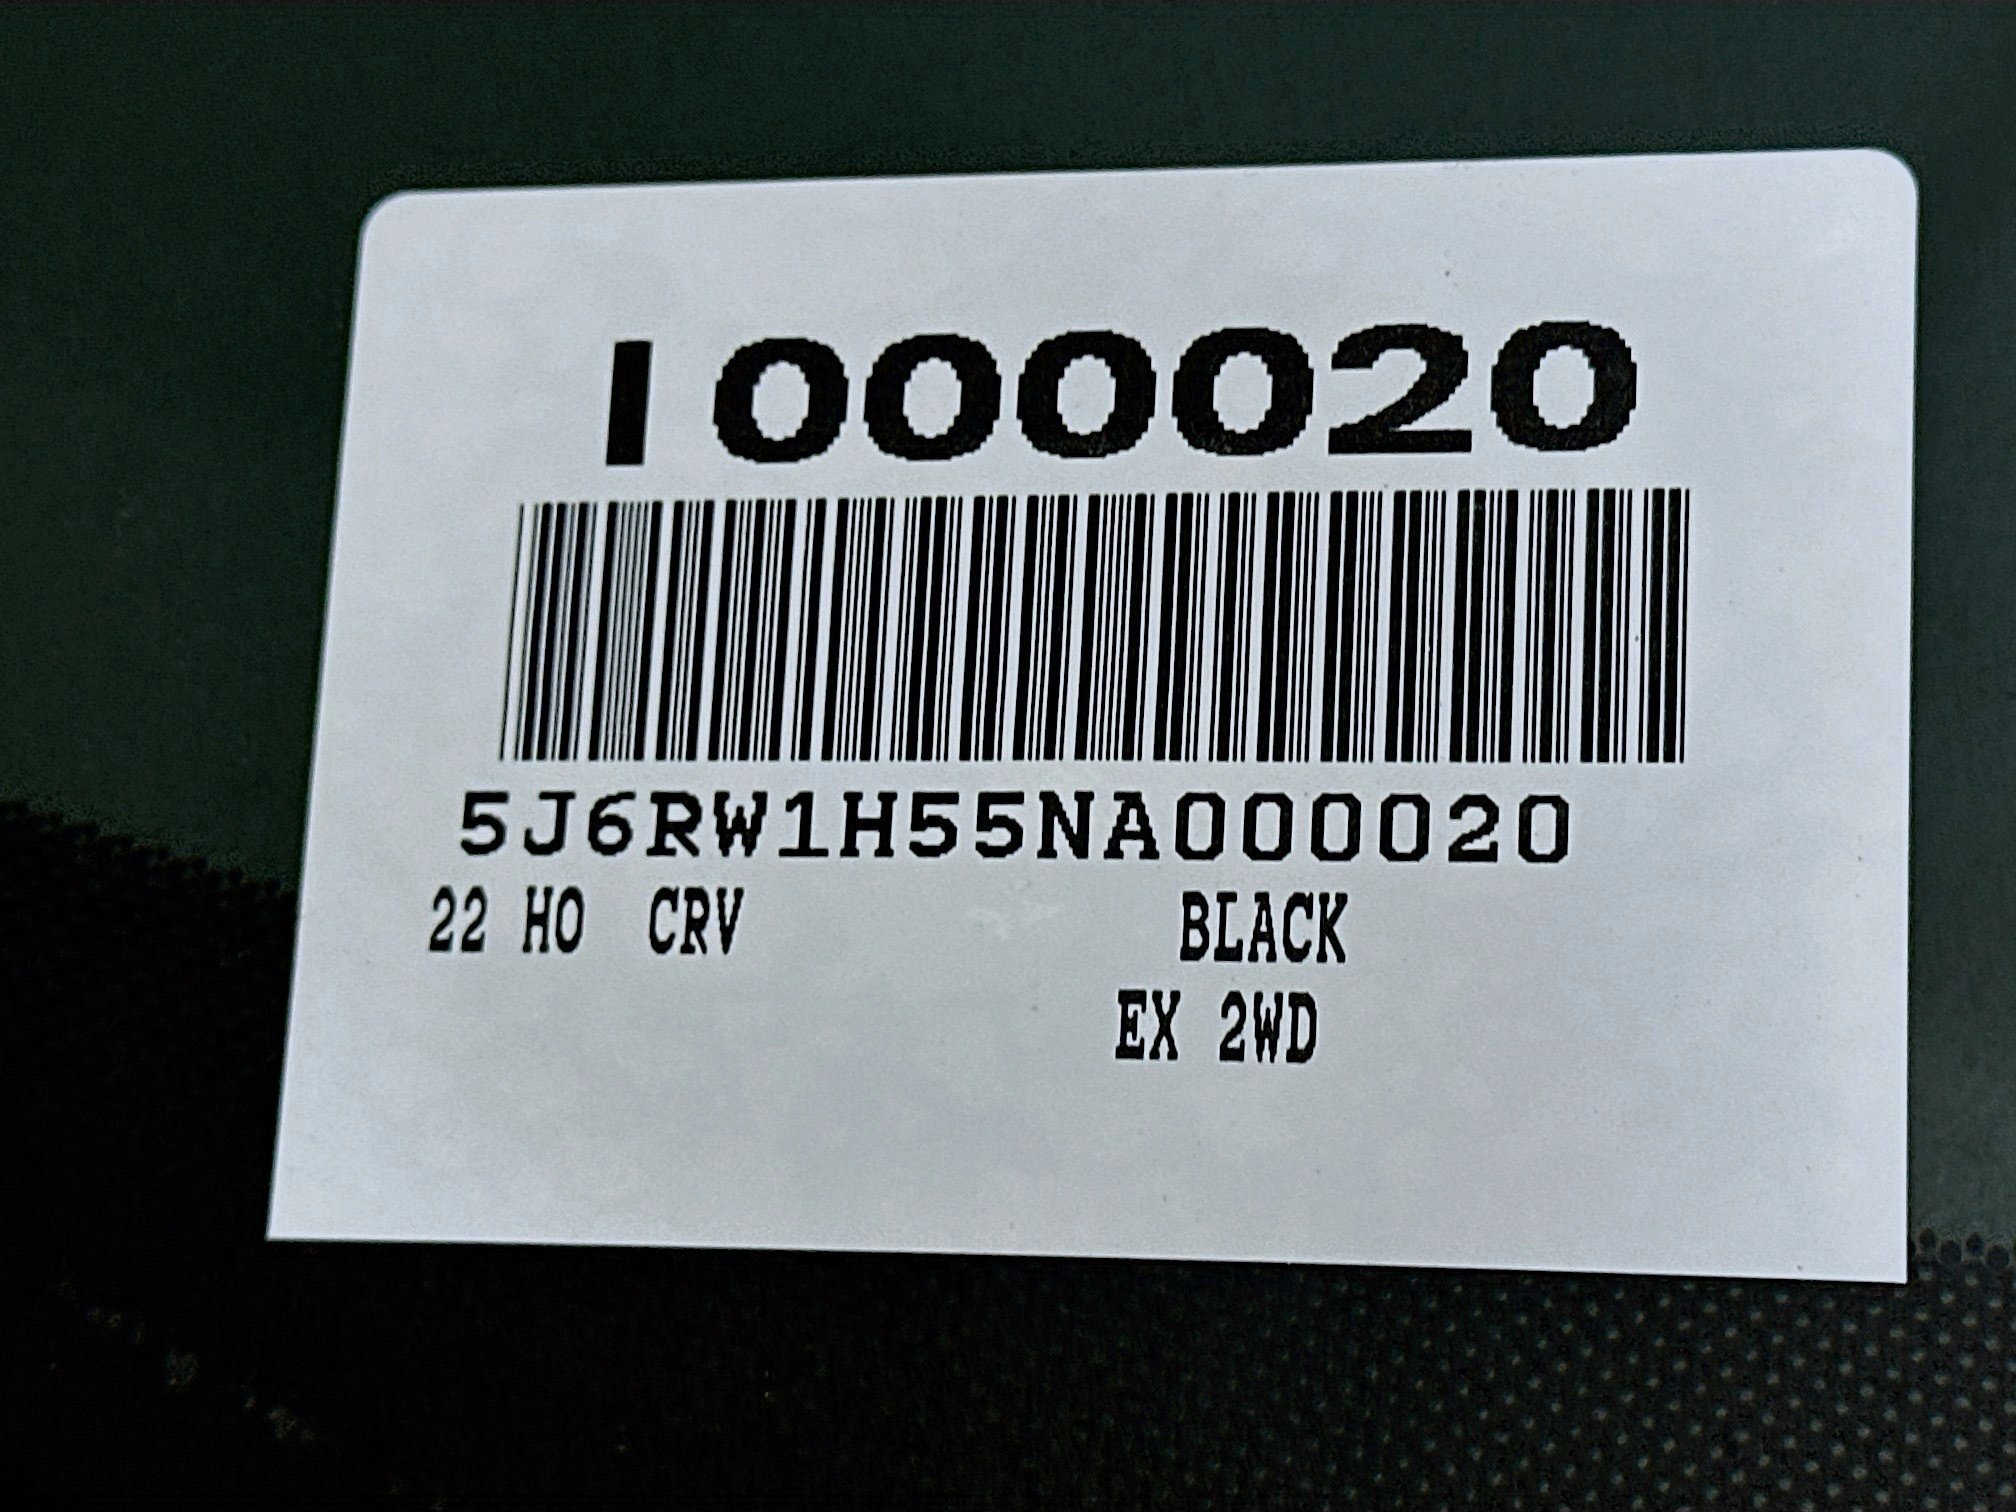 I000020
5J6RW1H55NA000020
22 HO CRV BLACK
EX 2WD